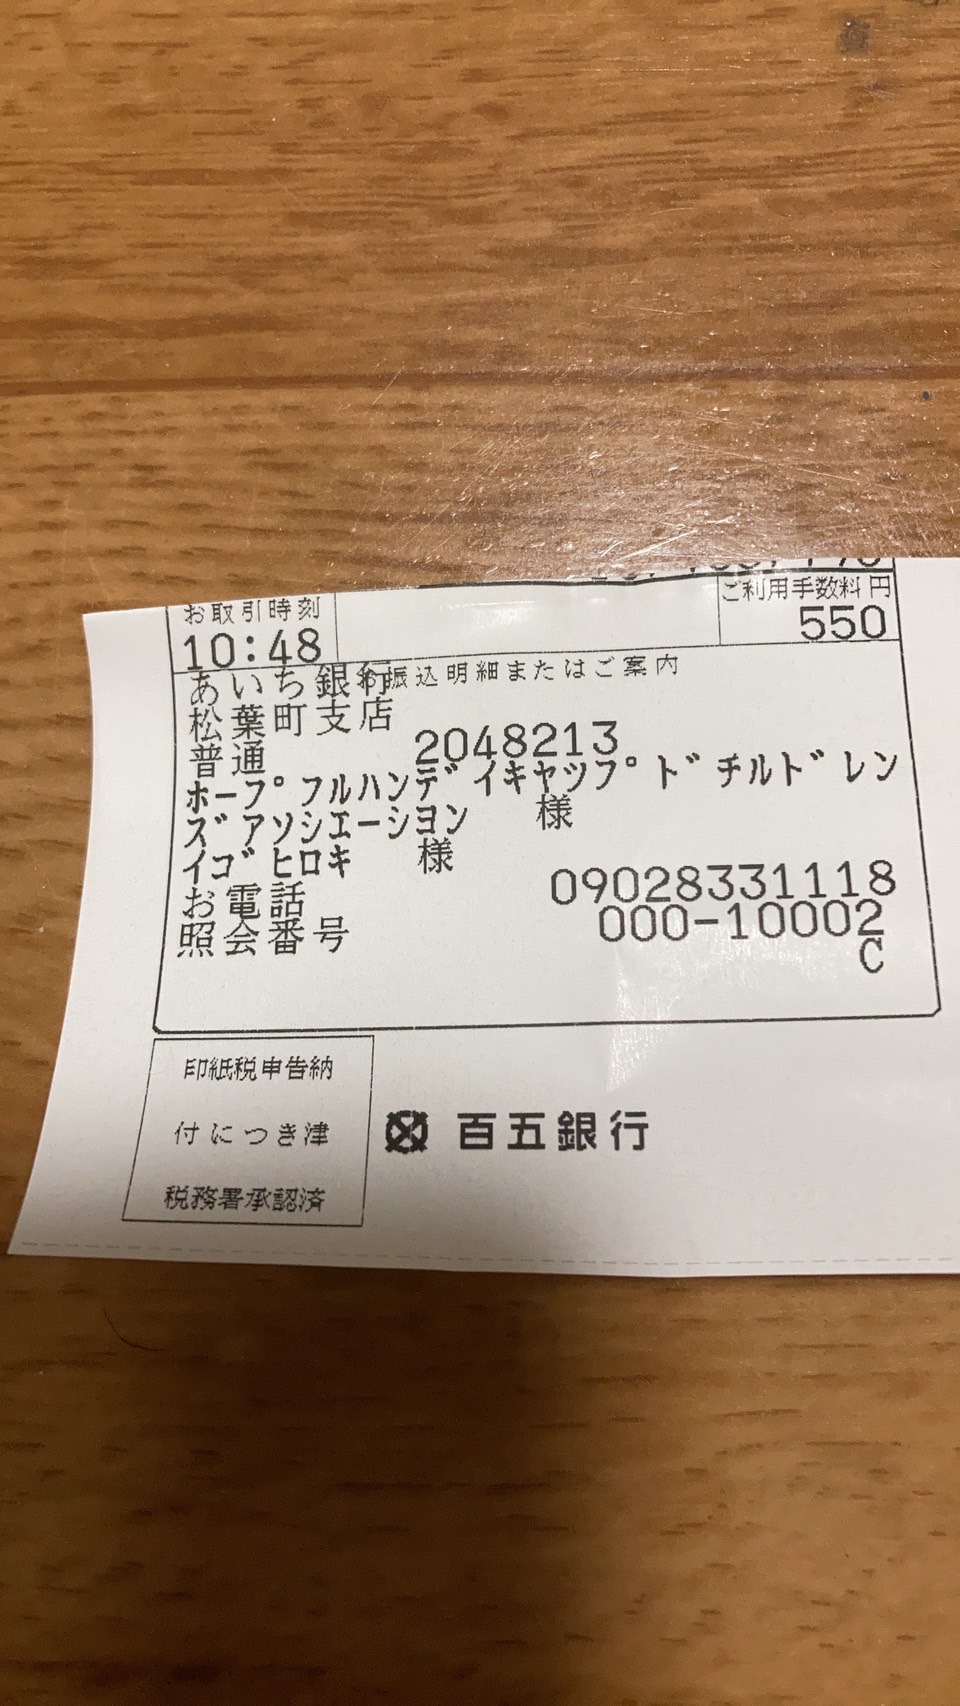 お取引時刻
ご利用手数料 円
10:48
550
お振込明細またはご案内
あいち銀行
松葉町支店
普通 2048213
ホープフルハンデイキヤツプドチルドレン
ズアソシエーシヨン 様
イゴヒロキ 様
お電話 09028331118
照会番号 000-10002
C
印紙税申告納
付につき津
税務署承認済
百五銀行